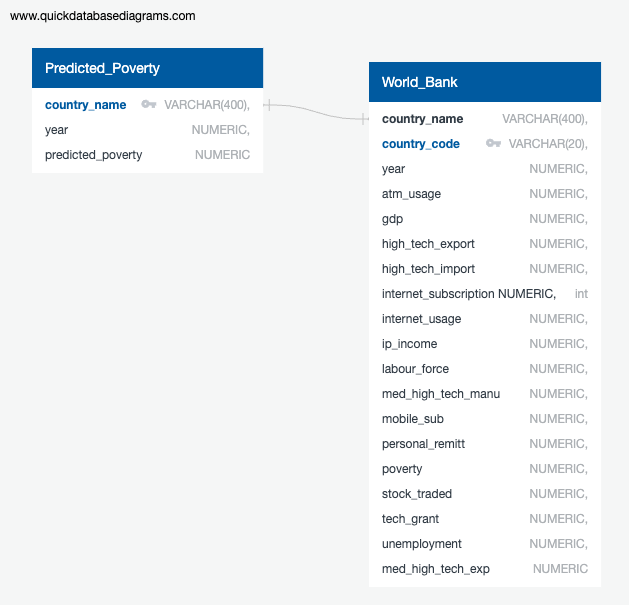 www.quickdatabasediagrams.com
Predicted_Poverty
country_name VARCHAR(400),
year NUMERIC,
predicted_poverty NUMERIC
World_Bank
country_name VARCHAR(400),
country_code VARCHAR(20),
year NUMERIC,
atm_usage NUMERIC,
gdp NUMERIC,
high_tech_export NUMERIC,
high_tech_import NUMERIC,
internet_subscription NUMERIC, int
internet_usage NUMERIC,
ip_income NUMERIC,
labour_force NUMERIC,
med_high_tech_manu NUMERIC,
mobile_sub NUMERIC,
personal_remitt NUMERIC,
poverty NUMERIC,
stock_traded NUMERIC,
tech_grant NUMERIC,
unemployment NUMERIC,
med_high_tech_exp NUMERIC